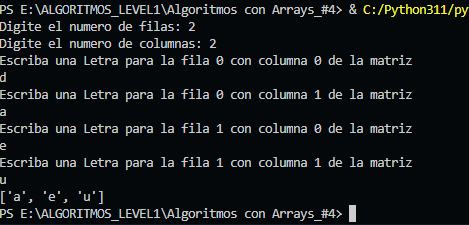 PS E:\ALGORITMOS_LEVEL1\Algoritmos con Arrays_#4> & C:/Python311/py
Digite el numero de filas: 2
Digite el numero de columnas: 2
Escriba una Letra para la fila 0 con columna 0 de la matriz
d
Escriba una Letra para la fila 0 con columna 1 de la matriz
a
Escriba una Letra para la fila 1 con columna 0 de la matriz
e
Escriba una Letra para la fila 1 con columna 1 de la matriz
u
['a', 'e', 'u']
PS E:\ALGORITMOS_LEVEL1\Algoritmos con Arrays_#4>